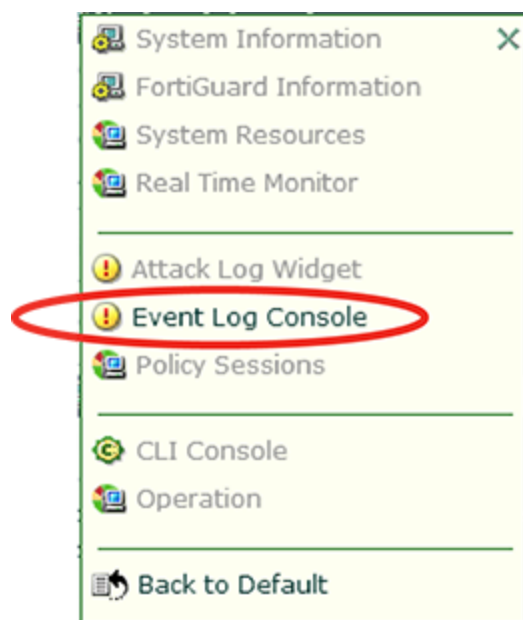 System Information
FortiGuard Information
System Resources
Real Time Monitor
Attack Log Widget
Event Log Console
Policy Sessions
CLI Console
Operation
Back to Default